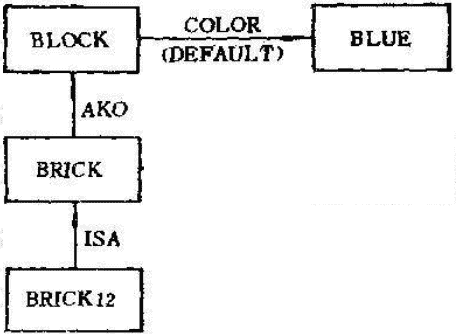 BLOCK
COLOR
(DEFAULT)
BLUE
AKO
BRICK
ISA
BRICK12